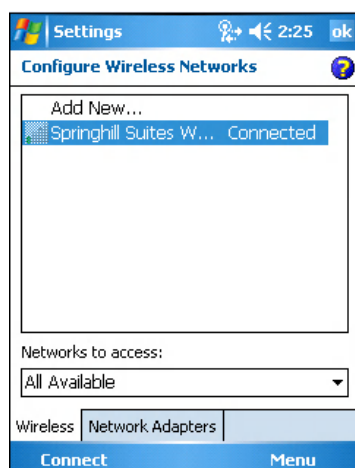 Settings 2:25 ok
Configure Wireless Networks ?
Add New...
Springhill Suites W... Connected
Networks to access:
All Available
Wireless Network Adapters
Connect Menu